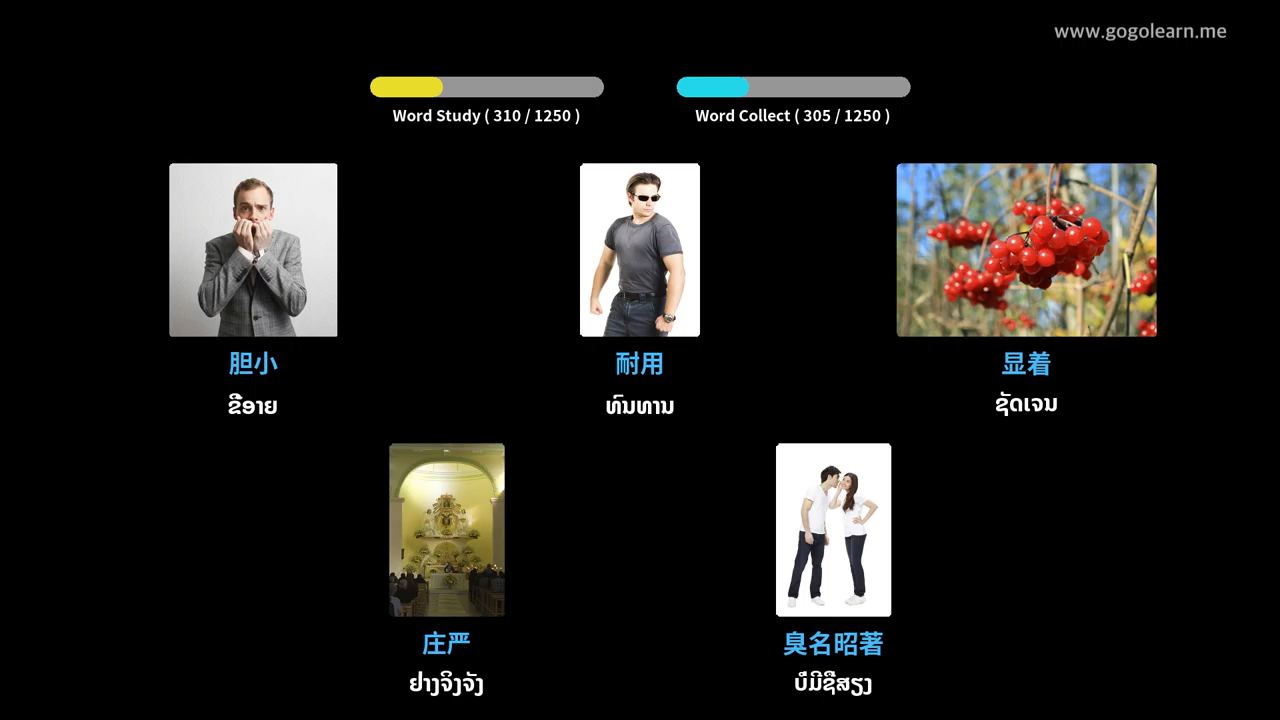 www.gogolearn.me
Word Study ( 310 / 1250 )
Word Collect ( 305 / 1250 )
胆小
ຂີ້ອາຍ
耐用
ທົນທານ
显着
ຊັດເຈນ
庄严
ຢ່າງຈິງຈັງ
臭名昭著
ບໍ່ມີຊື່ສຽງ